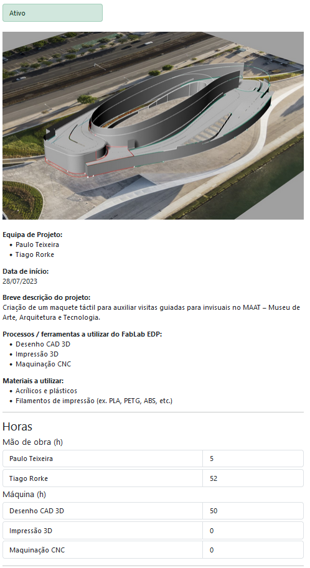 Ativo
Equipa de Projeto:
Paulo Teixeira
Tiago Rorke
Data de início:
28/07/2023
Breve descrição do projeto:
Criação de um maquete táctil para auxiliar visitas guiadas para invisuais no MAAT – Museu de
Arte, Arquitetura e Tecnologia.
Processos / ferramentas a utilizar do FabLab EDP:
Desenho CAD 3D
Impressão 3D
Maquinação CNC
Materiais a utilizar:
Acrílicos e plásticos
Filamentos de impressão (ex. PLA, PETG, ABS, etc.)
Horas
Mão de obra (h)
Paulo Teixeira 5
Tiago Rorke 52
Máquina (h)
Desenho CAD 3D 50
Impressão 3D 0
Maquinação CNC 0